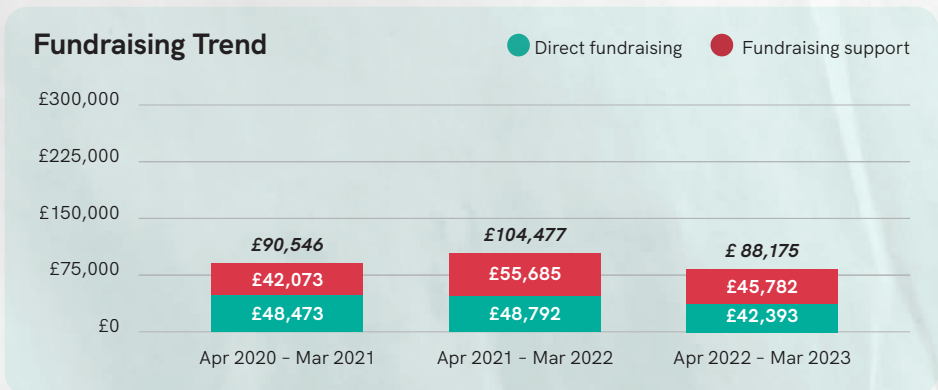 Fundraising Trend
Direct fundraising
Fundraising support
£300,000
£225,000
£150,000
£75,000
£0
£90,546
£42,073
£48,473
£104,477
£55,685
£48,792
£ 88,175
£45,782
£42,393
Apr 2020 – Mar 2021
Apr 2021 – Mar 2022
Apr 2022 – Mar 2023